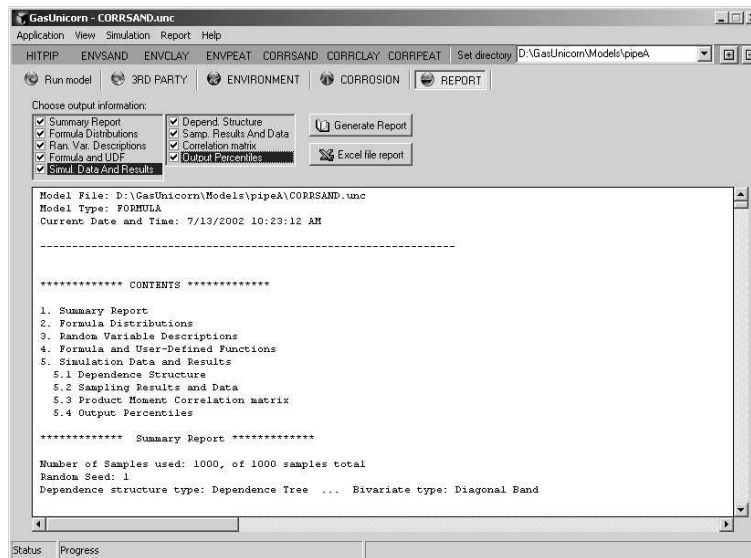 GasUnicorn - CORRSAND.unc
Application View Simulation Report Help
HITPIP ENVSAND ENVCLAY ENVPEAT CORRSAND CORRCLAY CORRPEAT Set directory D:\GasUnicorn\Models\pipeA
Run model 3RD PARTY ENVIRONMENT CORROSION REPORT
Choose output information:
Summary Report
Formula Distributions
Ran. Var. Descriptions
Formula and UDF
Simul. Data And Results
Depend. Structure
Samp. Results And Data
Correlation matrix
Output Percentiles
Generate Report
Excel file report
Model File: D:\GasUnicorn\Models\pipeA\CORRSAND.unc
Model Type: FORMULA
Current Date and Time: 7/13/2002 10:23:12 AM
-----------------------------------------------------------------
************* CONTENTS *************
1. Summary Report
2. Formula Distributions
3. Random Variable Descriptions
4. Formula and User-Defined Functions
5. Simulation Data and Results
5.1 Dependence Structure
5.2 Sampling Results and Data
5.3 Product Moment Correlation matrix
5.4 Output Percentiles
************* Summary Report *************
Number of Samples used: 1000, of 1000 samples total
Random Seed: 1
Dependence structure type: Dependence Tree ... Bivariate type: Diagonal Band
Status Progress